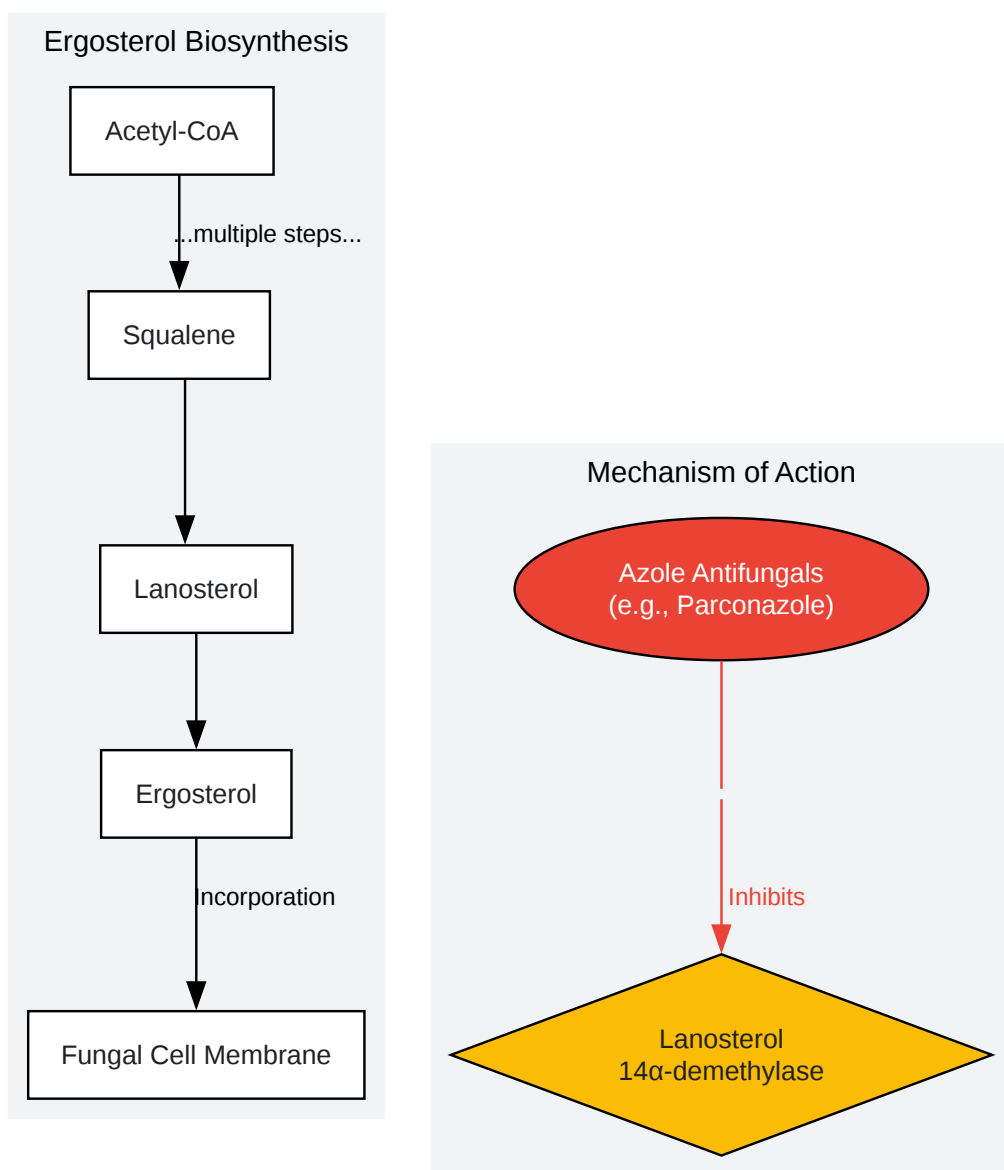 Ergosterol Biosynthesis
Acetyl-CoA
...multiple steps...
Squalene
Lanosterol
Ergosterol
Incorporation
Fungal Cell Membrane
Mechanism of Action
Azole Antifungals
(e.g., Parconazole)
Inhibits
Lanosterol
14α-demethylase